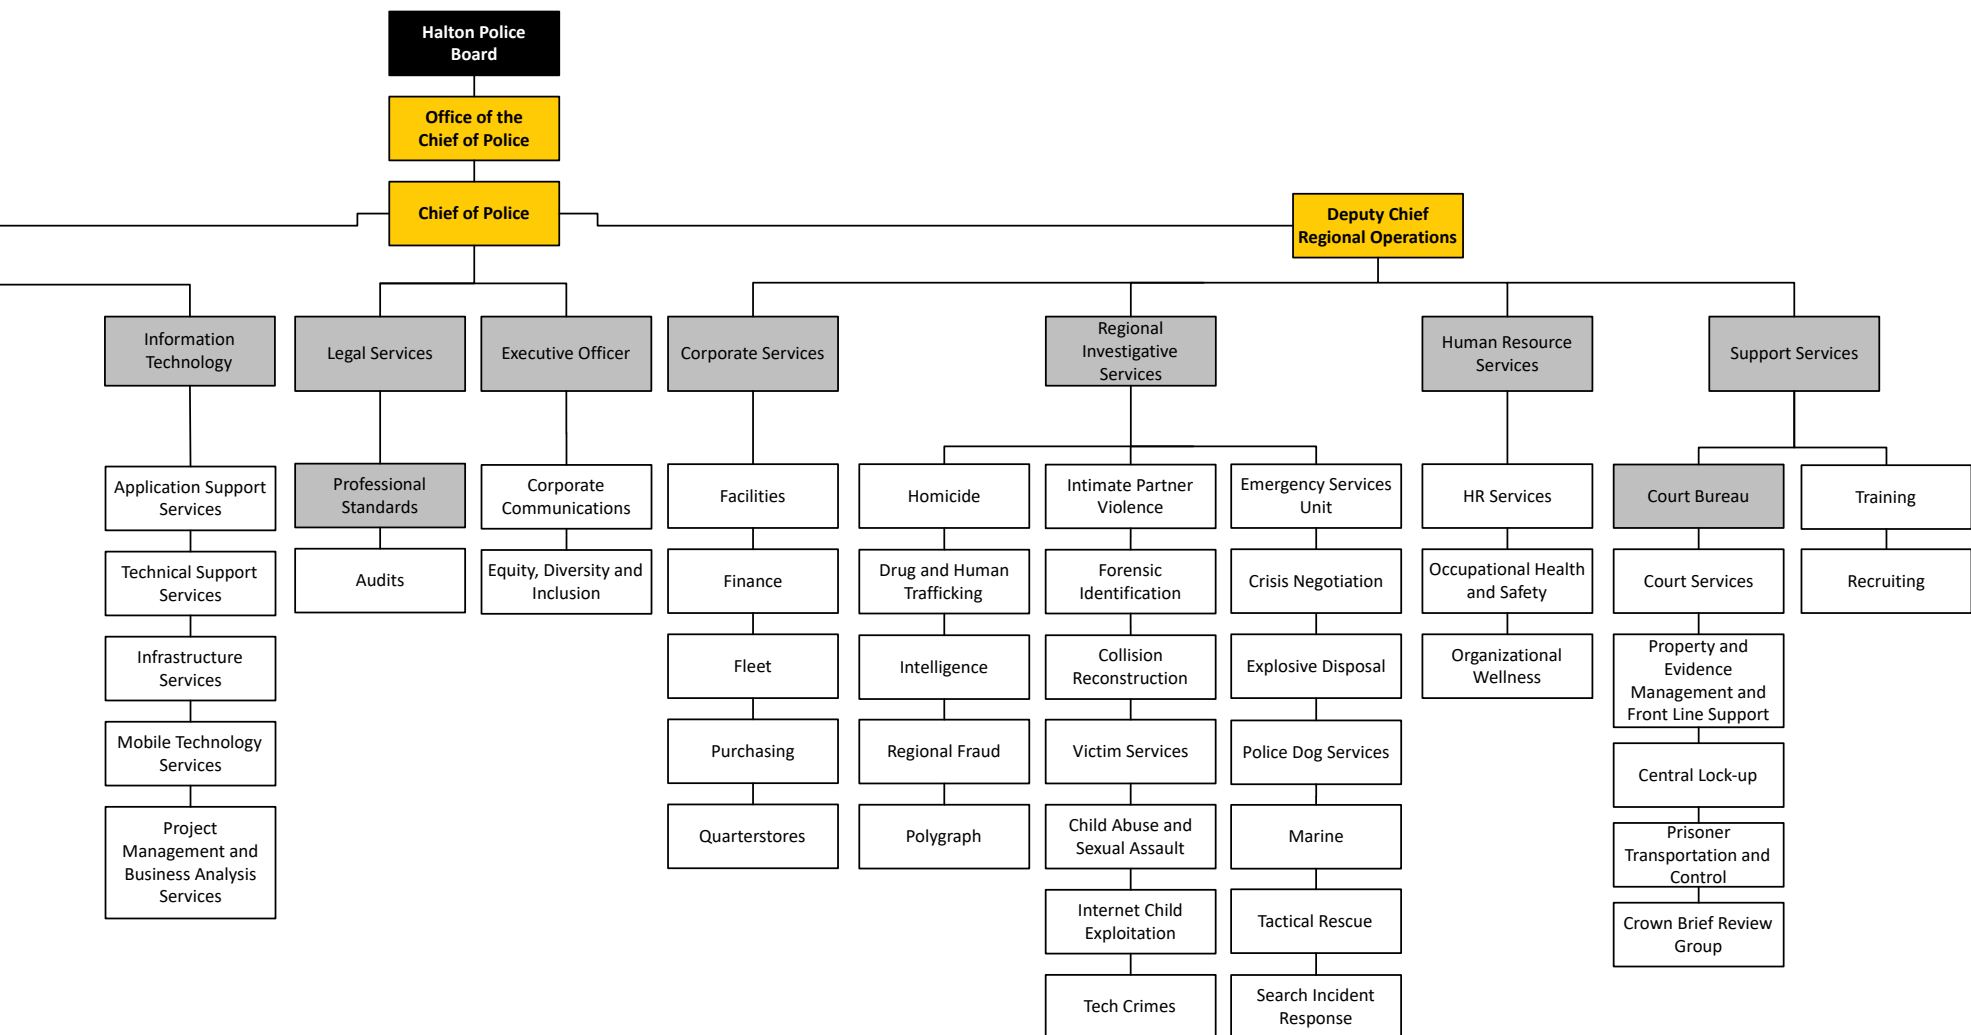 Halton Police
Board
Office of the
Chief of Police
Chief of Police
Deputy Chief
Regional Operations
Information
Technology
Legal Services
Executive Officer
Corporate Services
Regional
Investigative
Services
Human Resource
Services
Support Services
Application Support
Services
Technical Support
Services
Infrastructure
Services
Mobile Technology
Services
Project
Management and
Business Analysis
Services
Professional
Standards
Audits
Corporate
Communications
Equity, Diversity and
Inclusion
Facilities
Finance
Fleet
Purchasing
Quarterstores
Homicide
Drug and Human
Trafficking
Intelligence
Regional Fraud
Polygraph
Intimate Partner
Violence
Forensic
Identification
Collision
Reconstruction
Victim Services
Child Abuse and
Sexual Assault
Internet Child
Exploitation
Tech Crimes
Emergency Services
Unit
Crisis Negotiation
Explosive Disposal
Police Dog Services
Marine
Tactical Rescue
Search Incident
Response
HR Services
Occupational Health
and Safety
Organizational
Wellness
Court Bureau
Court Services
Property and
Evidence
Management and
Front Line Support
Central Lock-up
Prisoner
Transportation and
Control
Crown Brief Review
Group
Training
Recruiting